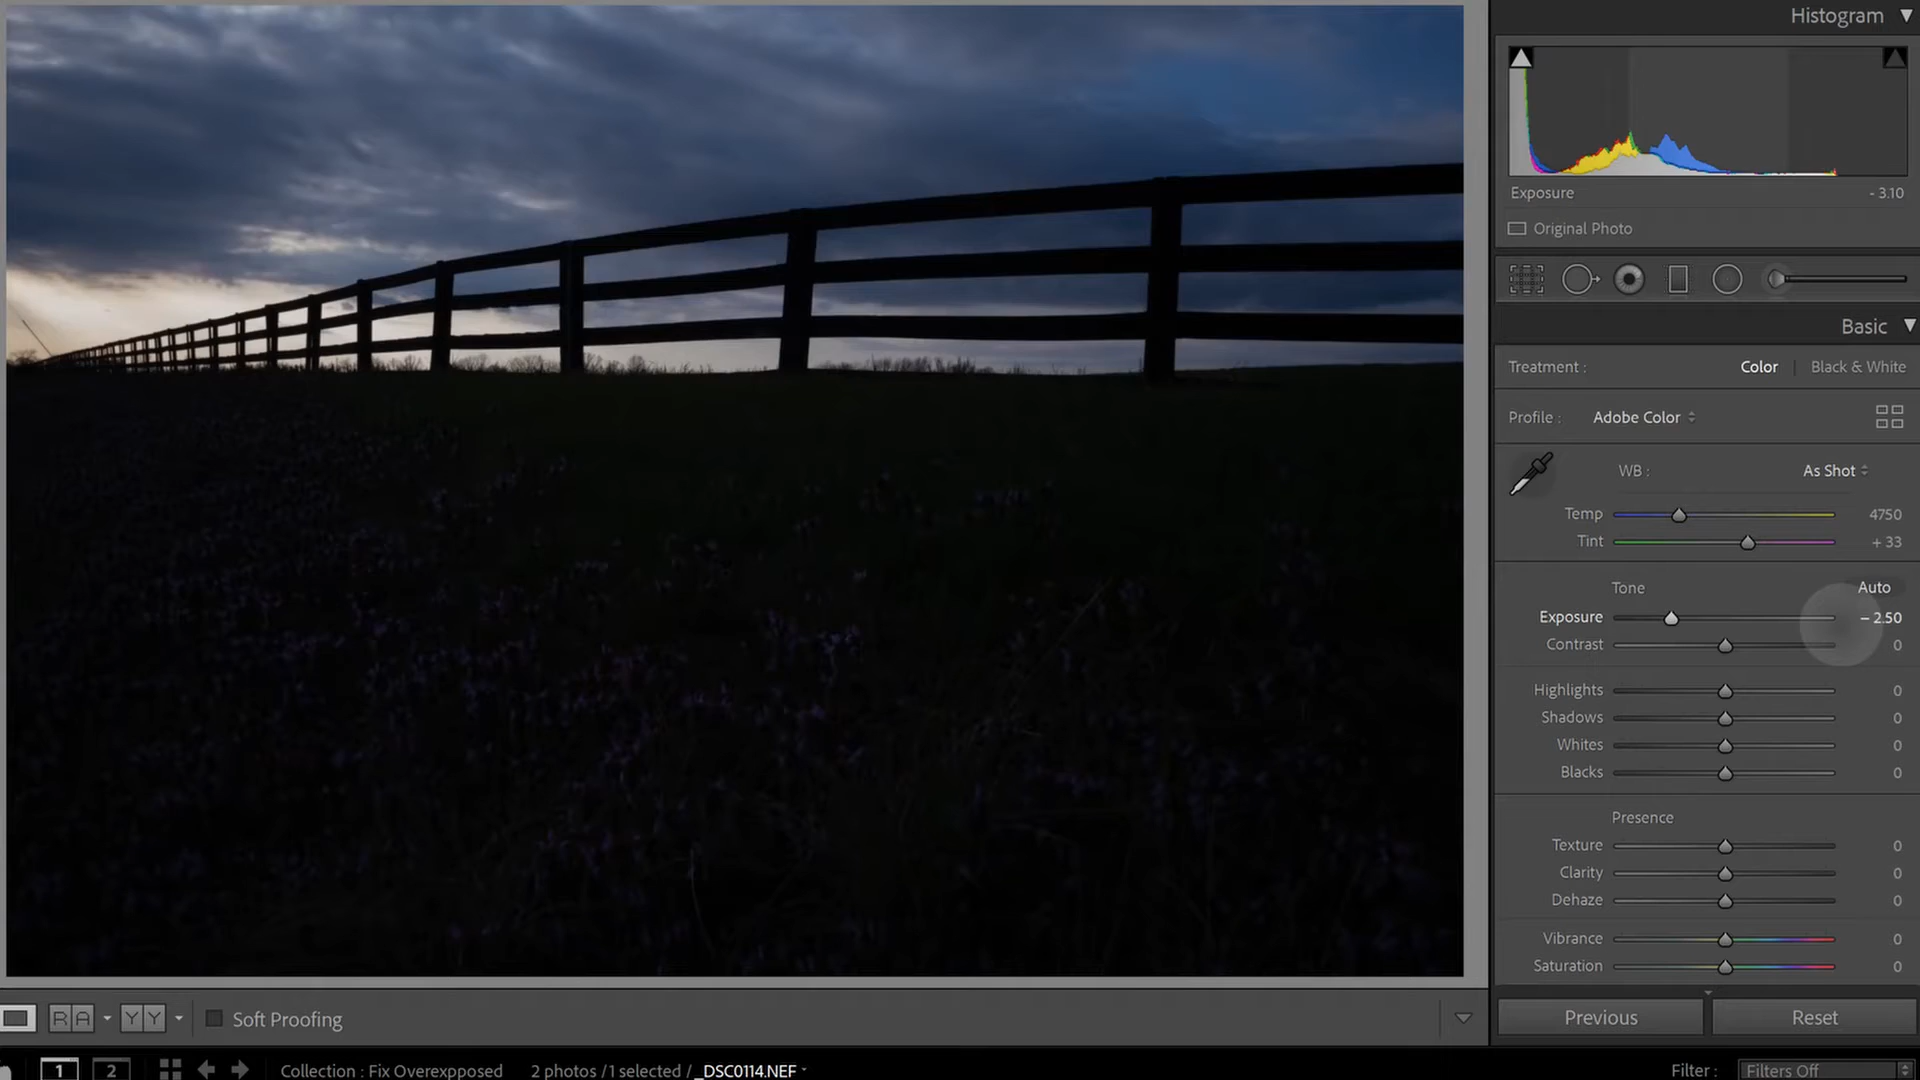 Histogram
Exposure - 3.10
Original Photo
Basic
Treatment : Color | Black & White
Profile : Adobe Color
WB : As Shot
Temp 4750
Tint + 33
Tone Auto
Exposure – 2.50
Contrast 0
Highlights 0
Shadows 0
Whites 0
Blacks 0
Presence
Texture 0
Clarity 0
Dehaze 0
Vibrance 0
Saturation 0
RA YY Soft Proofing
Previous Reset
1 2 Collection : Fix Overexpposed 2 photos /1 selected / _DSC0114.NEF Filter : Filters Off